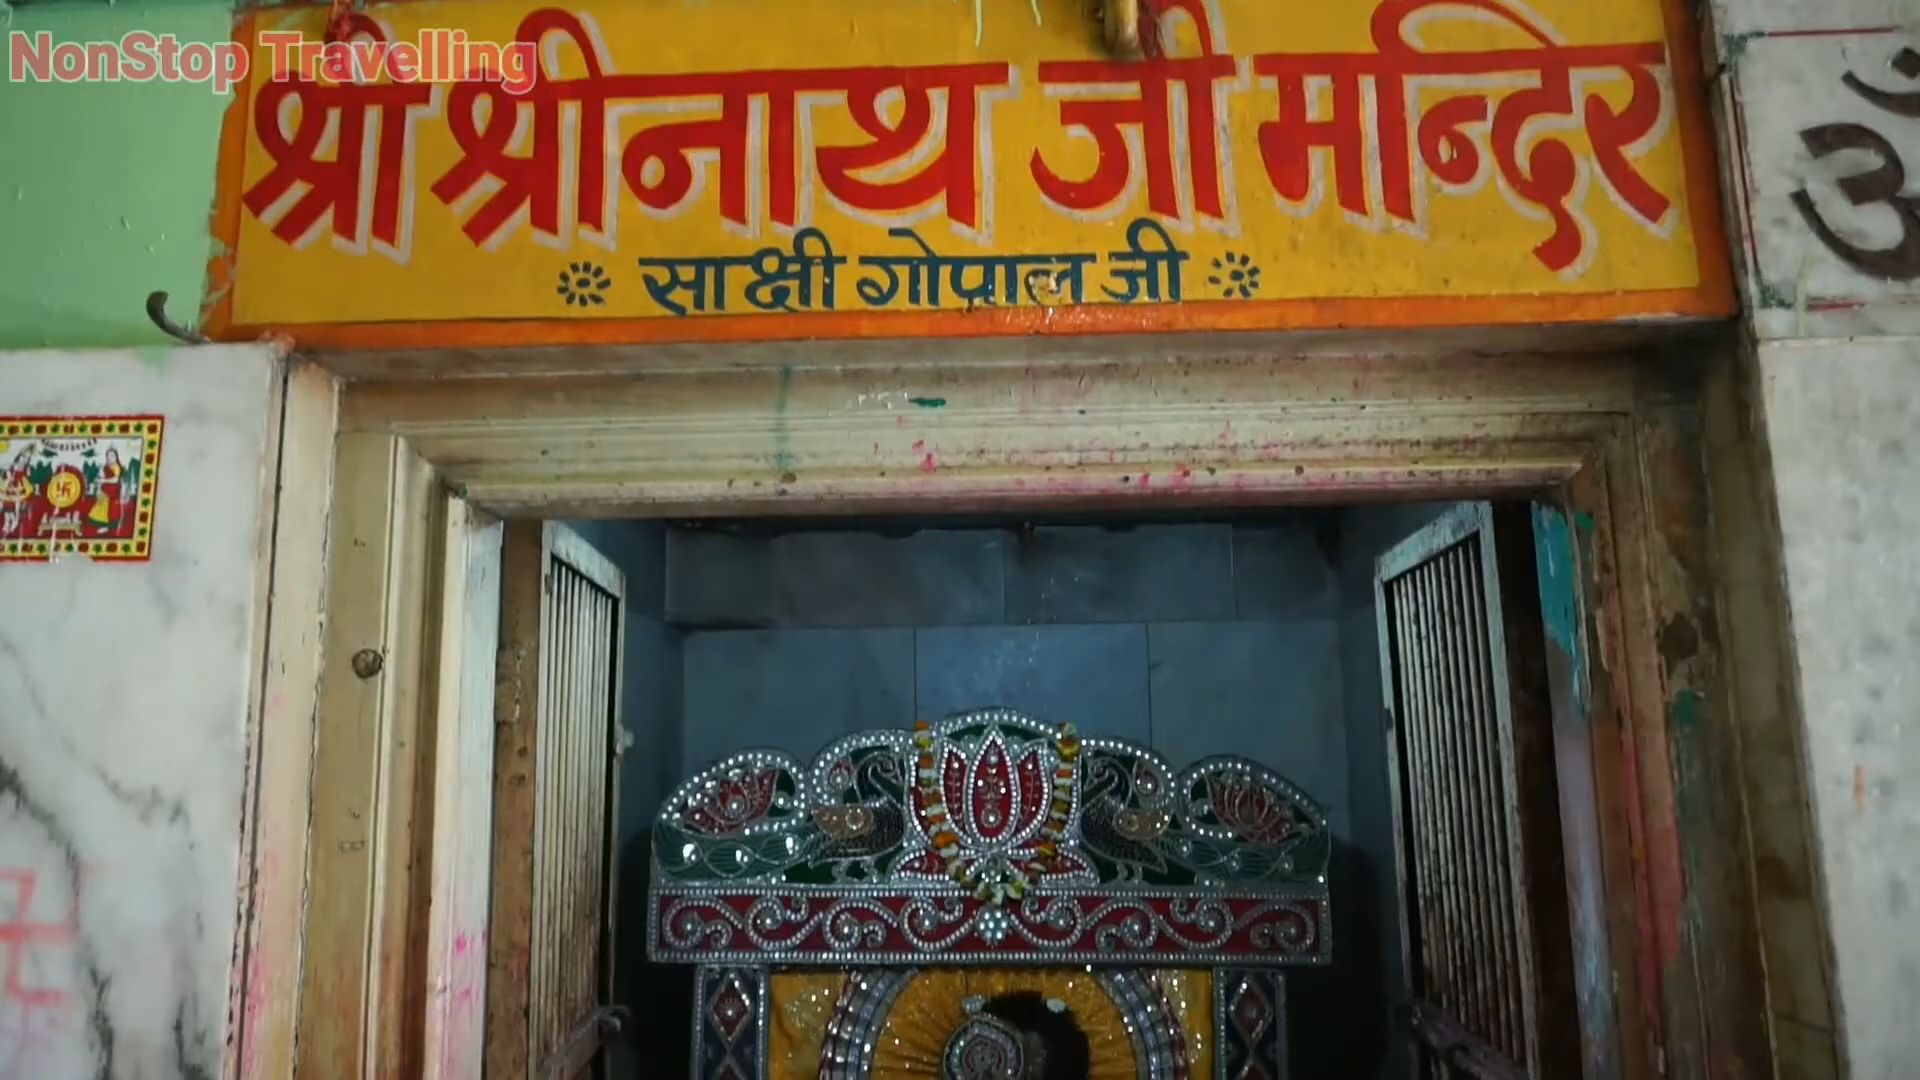 NonStop Travelling
श्री श्रीनाथ जी मन्दिर
साक्षी गोपाल जी
ॐ